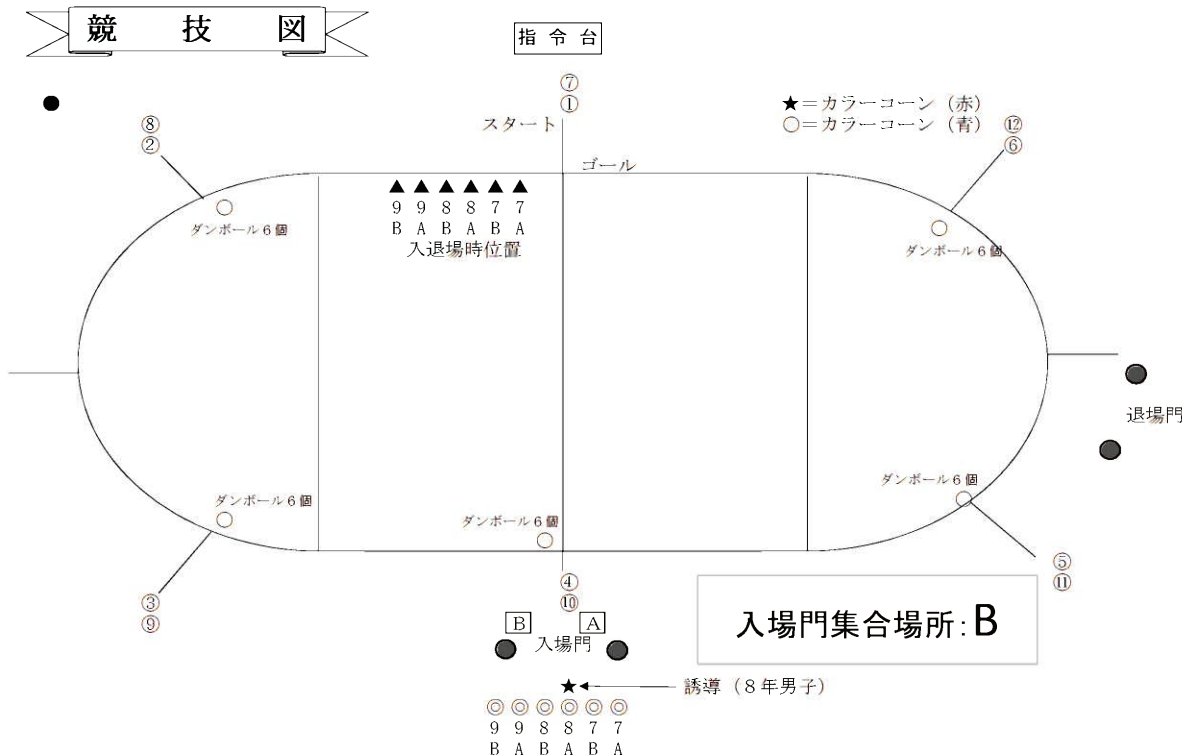 競 技 図
指 令 台
⑦
①
スタート
★＝カラーコーン（赤）
○＝カラーコーン（青）
⑧
②
⑫
⑥
ゴール
▲ ▲ ▲ ▲ ▲ ▲
9 9 8 8 7 7
B A B A B A
入退場時位置
ダンボール６個
ダンボール６個
退場門
ダンボール６個
ダンボール６個
ダンボール６個
③
⑨
④
⑩
⑤
⑪
B
A
入場門
入場門集合場所：B
★
誘導（８年男子）
◎ ◎ ◎ ◎ ◎ ◎
9 9 8 8 7 7
B A B A B A